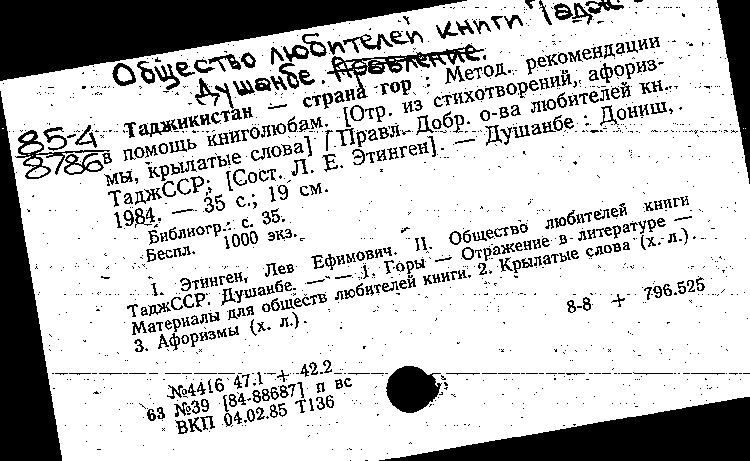 Общество любителей книги Тадж
Душанбе. Правление.
85-4
8786
Таджикистан — страна гор : Метод. рекомендации
в помощь книголюбам. [Отр. из стихотворений, афориз-
мы, крылатые слова] / Правл. Добр. о-ва любителей кн.
ТаджССР; [Сост. Л. Е. Этинген]. — Душанбе : Дониш,
1984. — 35 с.; 19 см.
Библиогр.: с. 35.
Беспл. 1000 экз.
I. Этинген, Лев Ефимович. II. Общество любителей книги
ТаджССР. Душанбе. — — 1. Горы — Отражение в литературе —
Материалы для обществ любителей книги. 2. Крылатые слова (х. л.).
3. Афоризмы (х. л.).
8-8 + 796.525
№4416 47.1 + 42.2
63 №39 [84-88687] п вс
ВКП 04.02.85 Т136